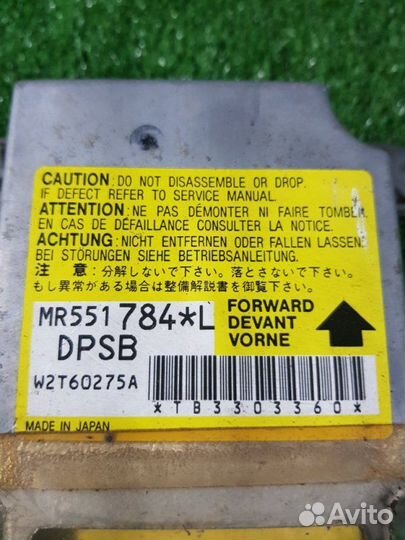 CAUTION : DO NOT DISASSEMBLE OR DROP.
IF DEFECT REFER TO SERVICE MANUAL.
ATTENTION : NE PAS DÉMONTER NI FAIRE TOMBER.
EN CAS DE DÉFAILLANCE CONSULTER LA NOTICE.
ACHTUNG : NICHT ENTFERNEN ODER FALLEN LASSEN.
BEI STÖRUNGEN SIEHE BETRIEBSANLEITUNG.
注 意 : 分解しないで下さい。落とさないで下さい。
もし異常がある場合は整備解説書を御覧下さい。
MR551784*L
DPSB
W2T60275A
FORWARD
DEVANT
VORNE
*TB3303360*
MADE IN JAPAN
Avito